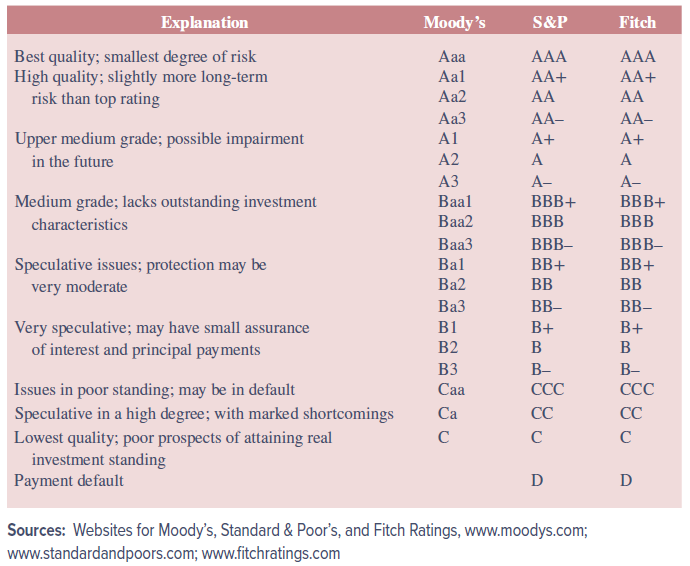 Explanation Moody's S&P Fitch
Best quality; smallest degree of risk Aaa AAA AAA
High quality; slightly more long-term Aa1 AA+ AA+
risk than top rating Aa2 AA AA
Aa3 AA– AA–
Upper medium grade; possible impairment A1 A+ A+
in the future A2 A A
A3 A– A–
Medium grade; lacks outstanding investment Baa1 BBB+ BBB+
characteristics Baa2 BBB BBB
Baa3 BBB– BBB–
Speculative issues; protection may be Ba1 BB+ BB+
very moderate Ba2 BB BB
Ba3 BB– BB–
Very speculative; may have small assurance B1 B+ B+
of interest and principal payments B2 B B
B3 B– B–
Issues in poor standing; may be in default Caa CCC CCC
Speculative in a high degree; with marked shortcomings Ca CC CC
Lowest quality; poor prospects of attaining real C C C
investment standing
Payment default D D
Sources: Websites for Moody's, Standard & Poor's, and Fitch Ratings, www.moodys.com;
www.standardandpoors.com; www.fitchratings.com